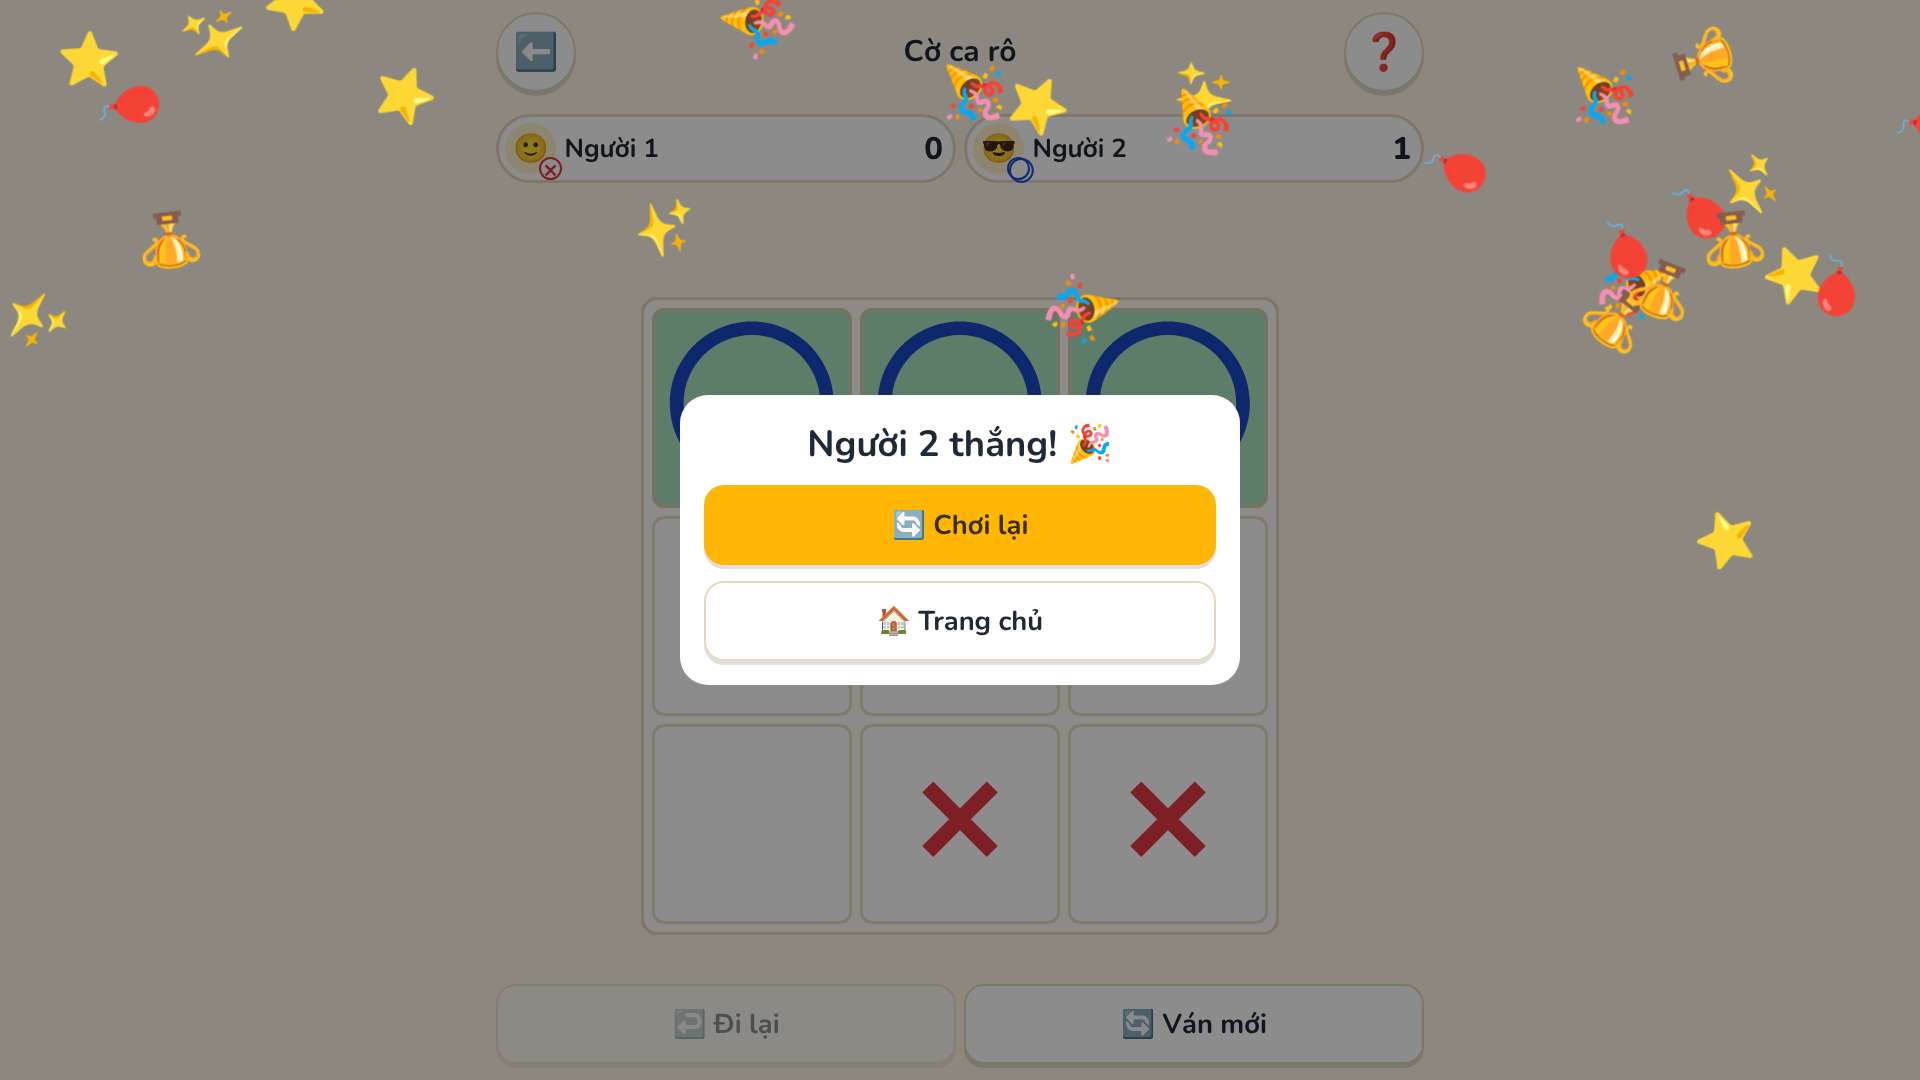 Cờ ca rô
Người 1
0
Người 2
1
Người 2 thắng!
Chơi lại
Trang chủ
Đi lại
Ván mới